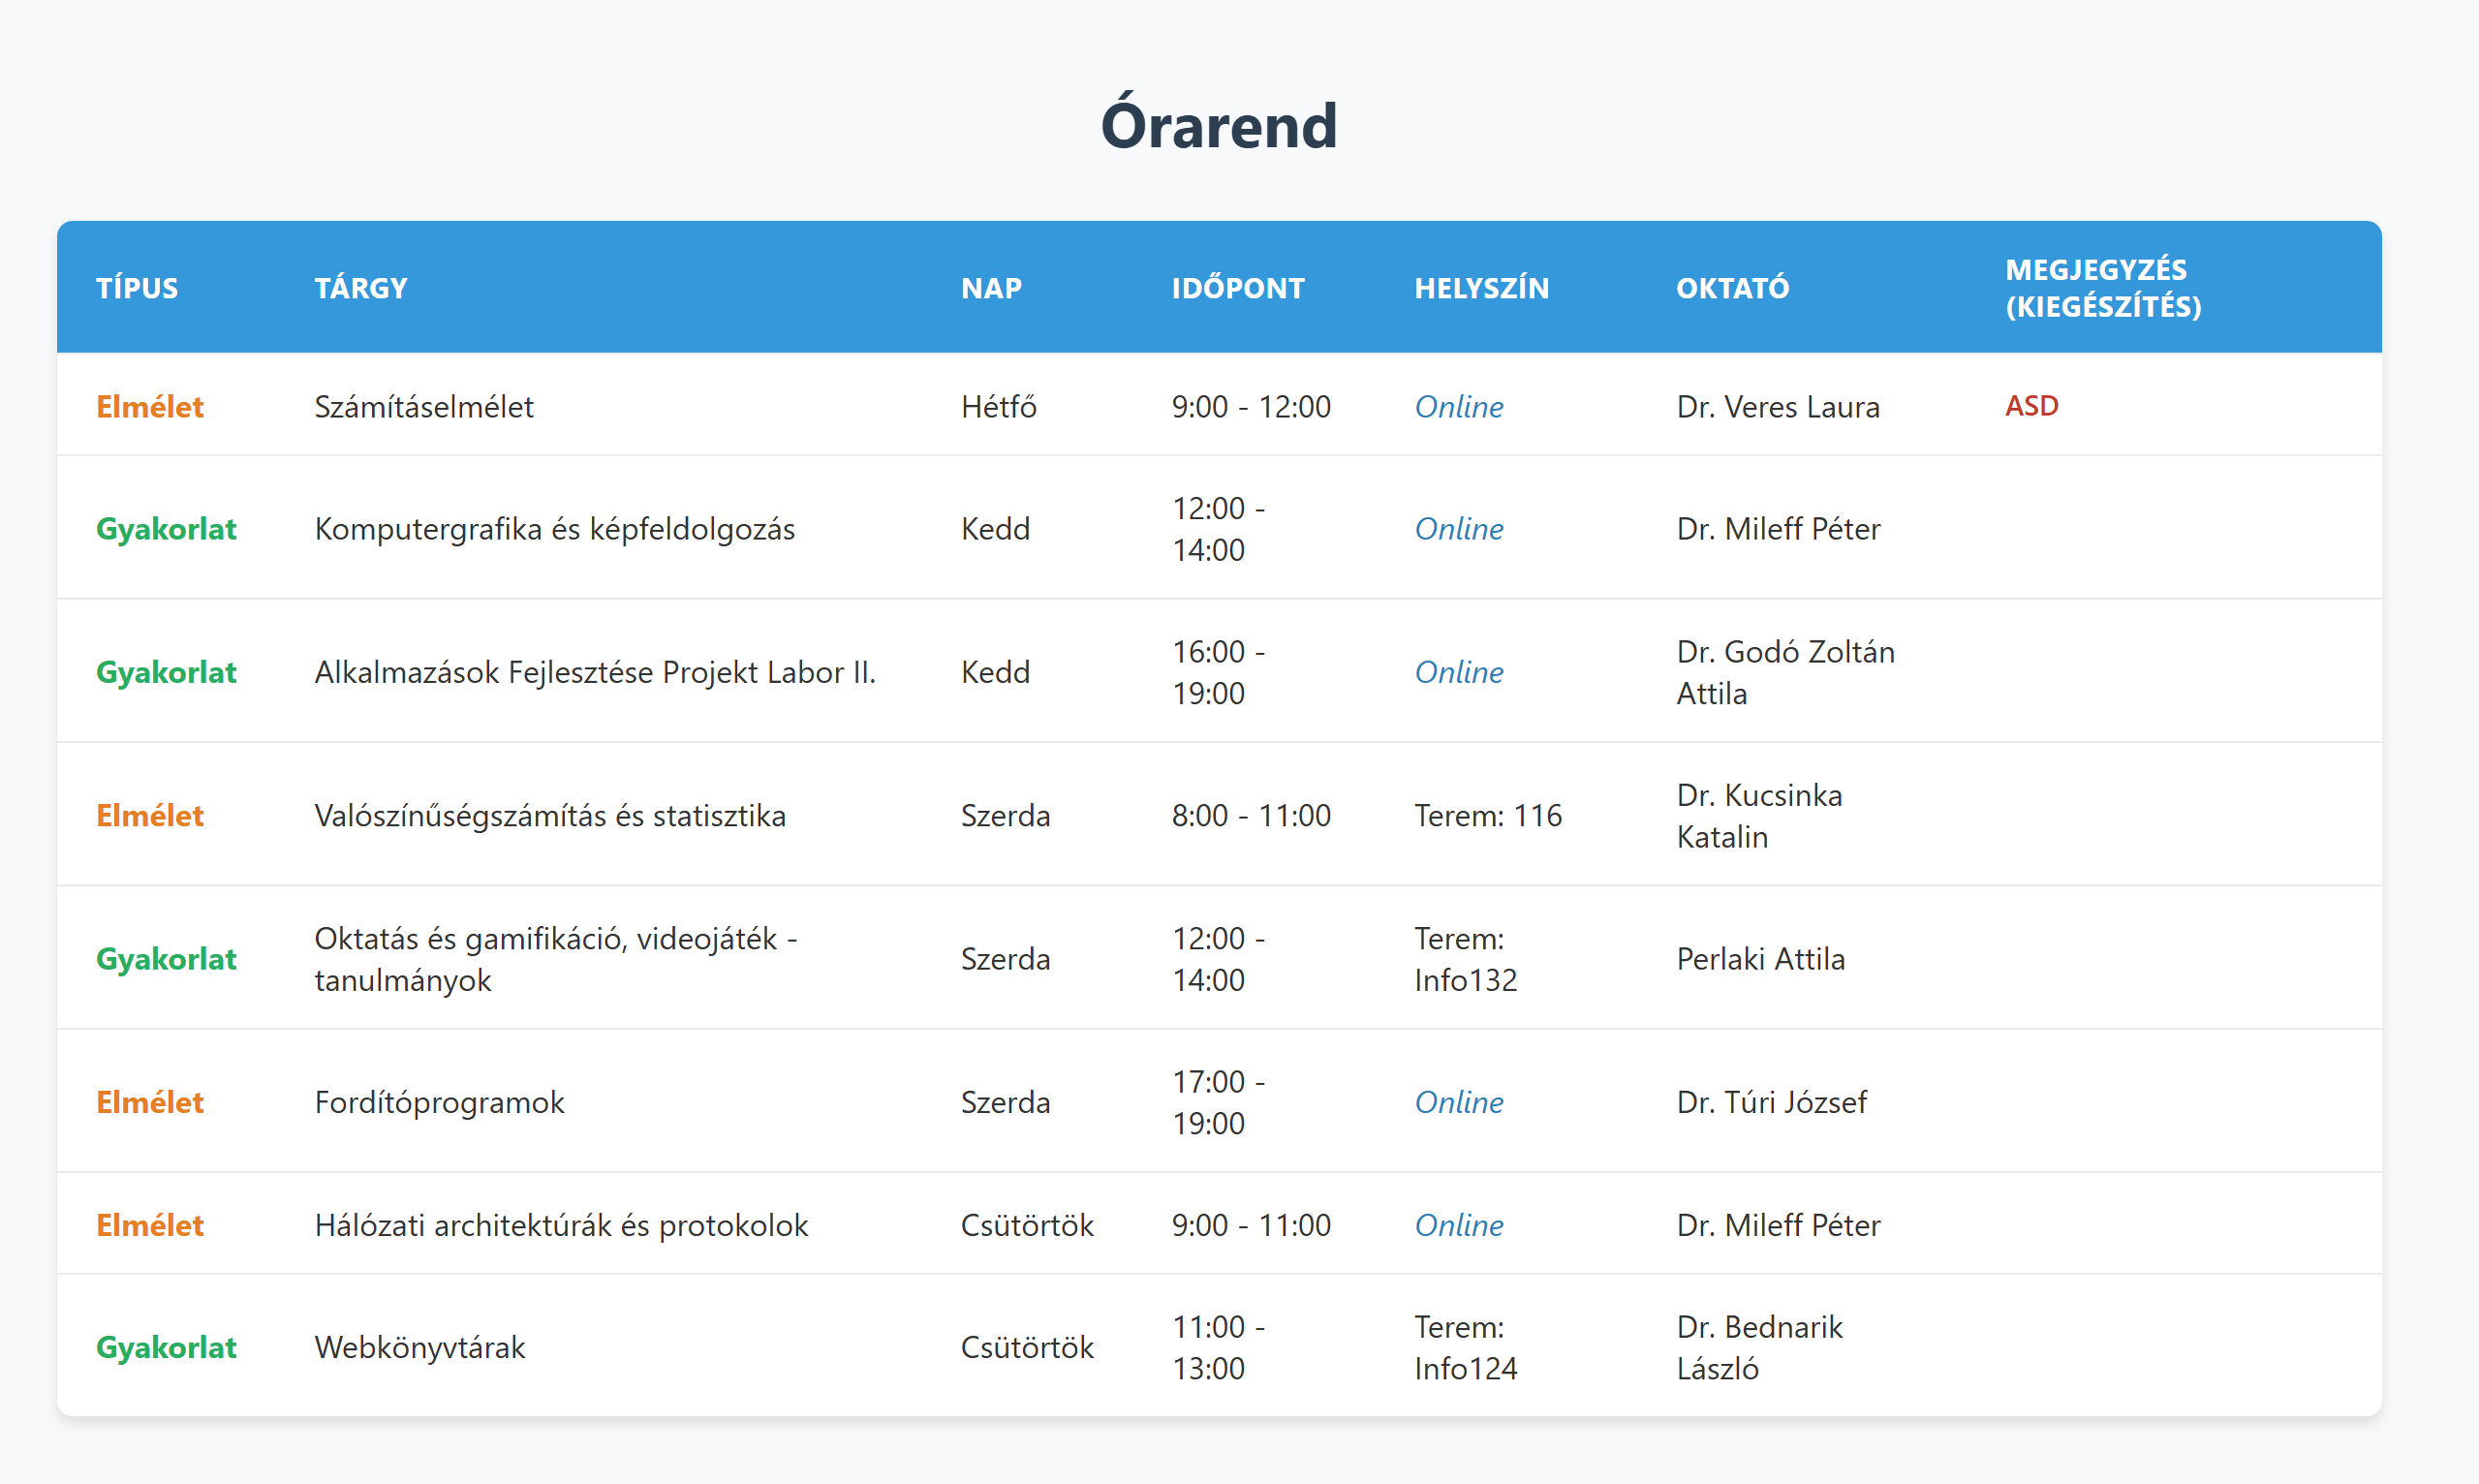 Órarend
TÍPUS TÁRGY NAP IDŐPONT HELYSZÍN OKTATÓ MEGJEGYZÉS
(KIEGÉSZÍTÉS)
Elmélet Számításelmélet Hétfő 9:00 - 12:00 Online Dr. Veres Laura ASD
Gyakorlat Komputergrafika és képfeldolgozás Kedd 12:00 -
14:00 Online Dr. Mileff Péter
Gyakorlat Alkalmazások Fejlesztése Projekt Labor II. Kedd 16:00 -
19:00 Online Dr. Godó Zoltán
Attila
Elmélet Valószínűségszámítás és statisztika Szerda 8:00 - 11:00 Terem: 116 Dr. Kucsinka
Katalin
Gyakorlat Oktatás és gamifikáció, videojáték -
tanulmányok Szerda 12:00 -
14:00 Terem:
Info132 Perlaki Attila
Elmélet Fordítóprogramok Szerda 17:00 -
19:00 Online Dr. Túri József
Elmélet Hálózati architektúrák és protokolok Csütörtök 9:00 - 11:00 Online Dr. Mileff Péter
Gyakorlat Webkönyvtárak Csütörtök 11:00 -
13:00 Terem:
Info124 Dr. Bednarik
László